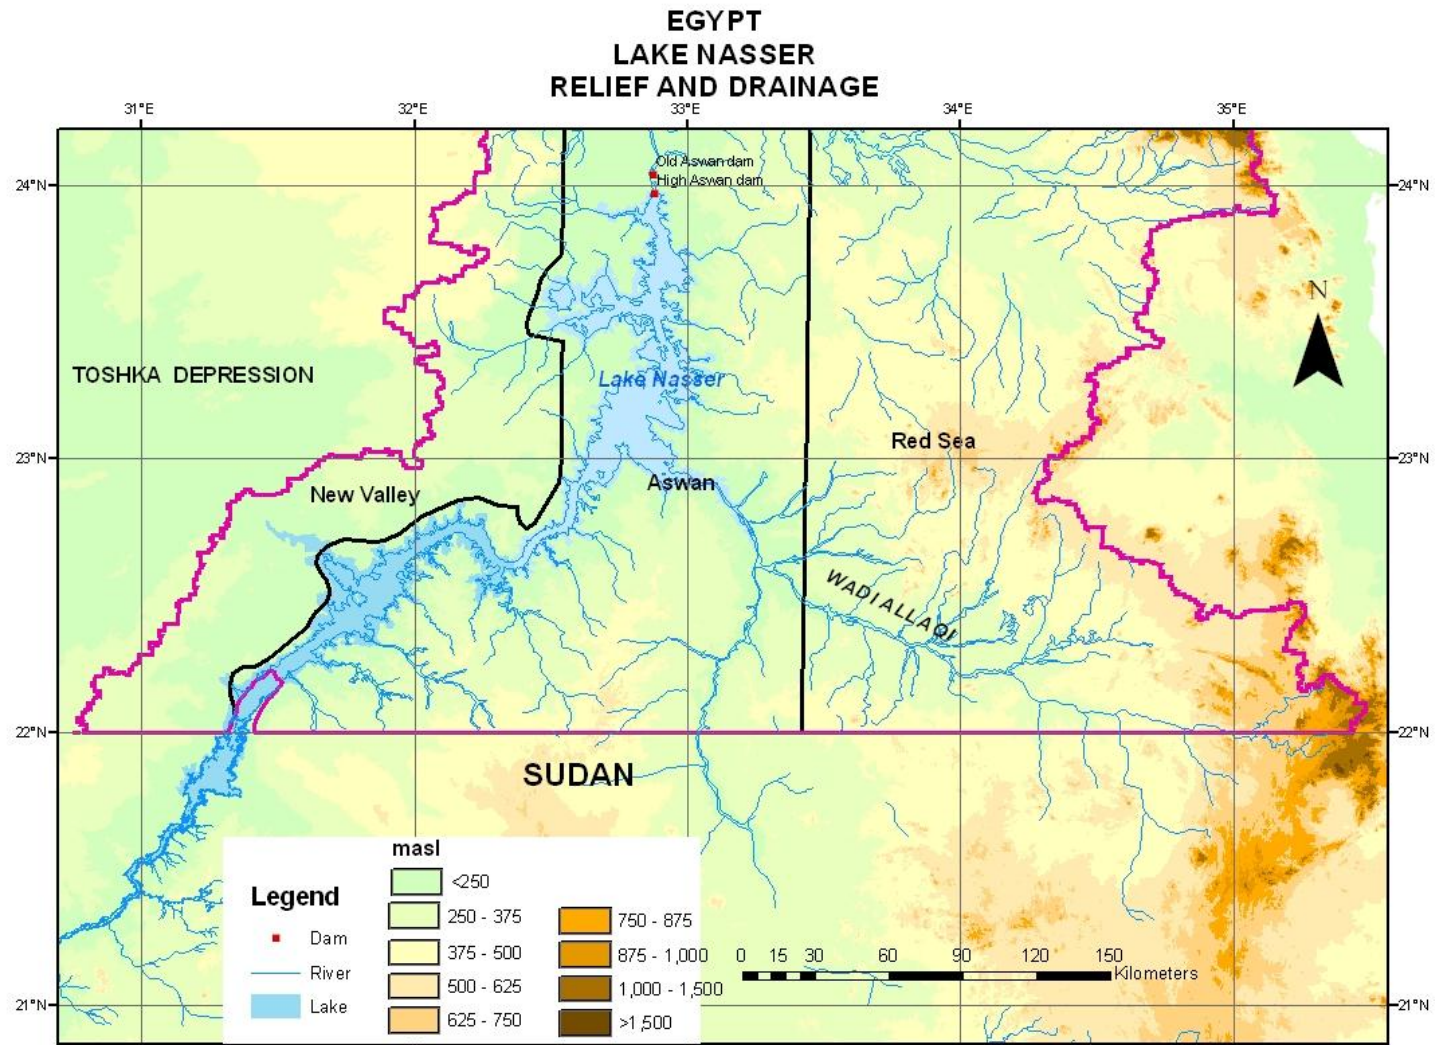 EGYPT
LAKE NASSER
RELIEF AND DRAINAGE
31°E 32°E 33°E 34°E 35°E
Old Aswan dam
24°N High Aswan dam 24°N
N
TOSHKA DEPRESSION
Lake Nasser
Red Sea
23°N 23°N
Aswan
New Valley
WADI ALLAQI
22°N 22°N
SUDAN
masl
Legend
Dam
River
Lake
<250
250 - 375
375 - 500
500 - 625
625 - 750
750 - 875
875 - 1,000
1,000 - 1,500
>1,500
0 15 30 60 90 120 150
Kilometers
21°N 21°N